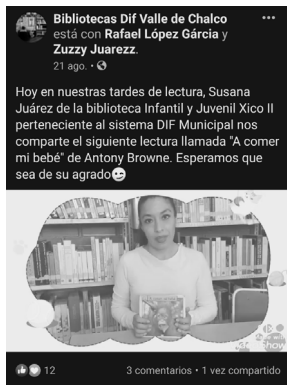 Bibliotecas Dif Valle de Chalco
está con Rafael López Gárcia y
Zuzzy Juarezz.
21 ago.
Hoy en nuestras tardes de lectura, Susana
Juárez de la biblioteca Infantil y Juvenil Xico II
perteneciente al sistema DIF Municipal nos
comparte el siguiente lectura llamada "A comer
mi bebé" de Antony Browne. Esperamos que
sea de su agrado😉
12
3 comentarios • 1 vez compartido